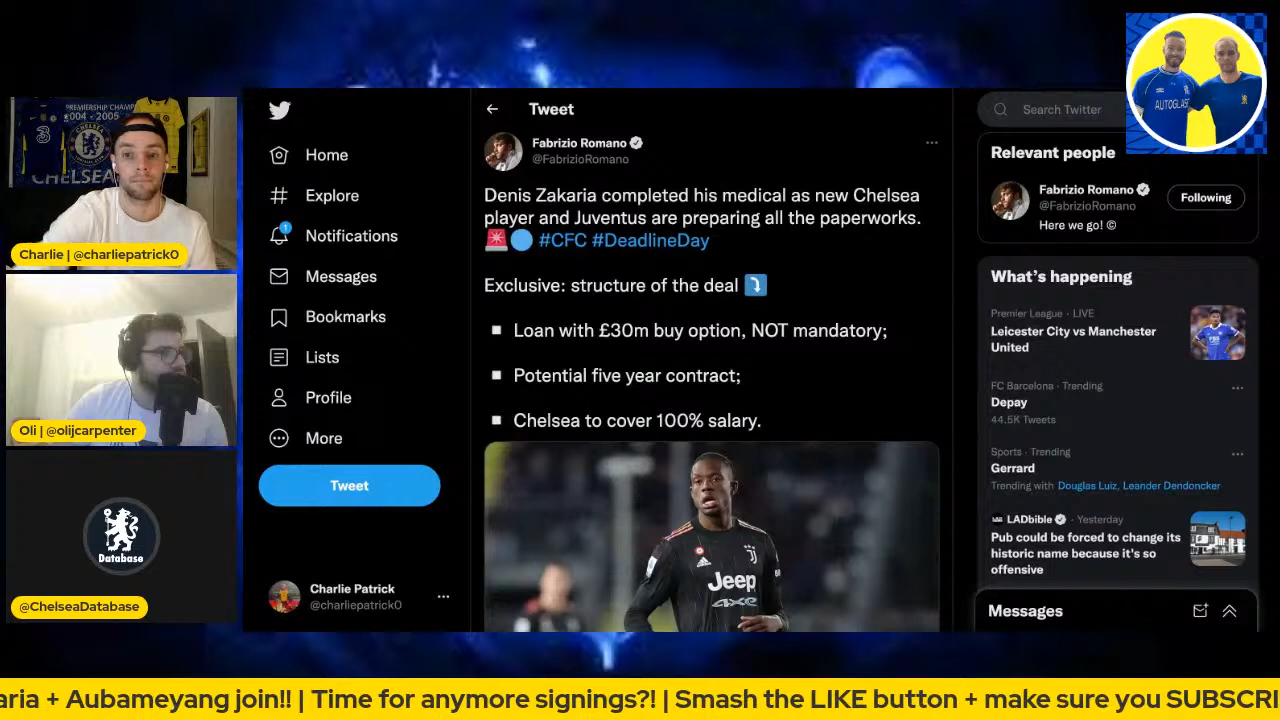 PREMIERSHIP CHAMP
2004 - 2005
3
CHELSEA
Charlie | @charliepatrick0
Oli | @olijcarpenter
Database
@ChelseaDatabase
Home
Explore
1
Notifications
Messages
Bookmarks
Lists
Profile
More
Tweet
Charlie Patrick
@charliepatrick0
Tweet
Fabrizio Romano
@FabrizioRomano
Denis Zakaria completed his medical as new Chelsea
player and Juventus are preparing all the paperworks.
🚨🔵 #CFC #DeadlineDay
Exclusive: structure of the deal ⤵️
▪️ Loan with £30m buy option, NOT mandatory;
▪️ Potential five year contract;
▪️ Chelsea to cover 100% salary.
Jeep
4xe
Search Twitter
AUTOGLASS
Relevant people
Fabrizio Romano
@FabrizioRomano
Following
Here we go! ©
What’s happening
Premier League · LIVE
Leicester City vs Manchester
United
FC Barcelona · Trending
Depay
44.5K Tweets
Sports · Trending
Gerrard
Trending with Douglas Luiz, Leander Dendoncker
LADbible · Yesterday
Pub could be forced to change its
historic name because it's so
offensive
Messages
aria + Aubameyang join!! | Time for anymore signings?! | Smash the LIKE button + make sure you SUBSCRI